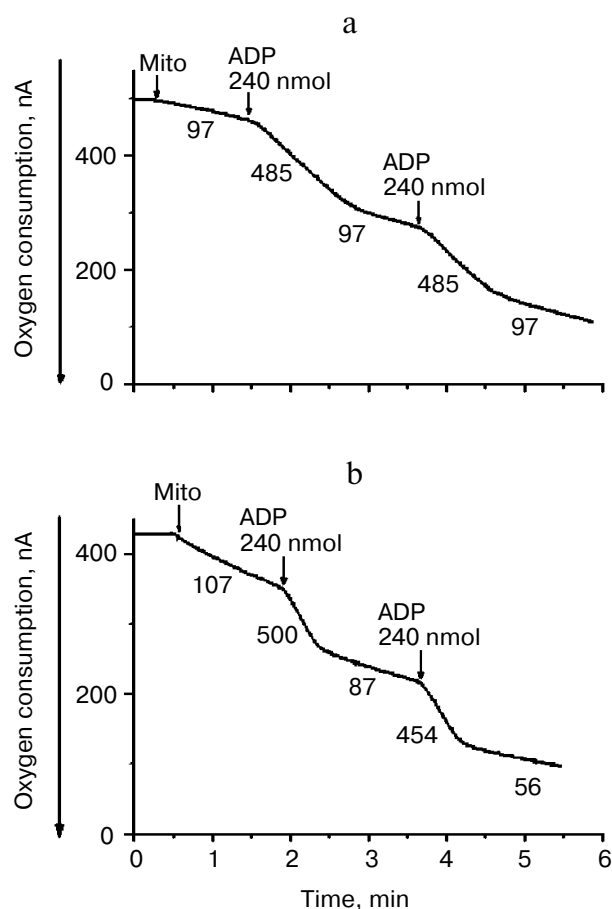 a
Oxygen consumption, nA
Mito
ADP
240 nmol
ADP
240 nmol
400
200
0
97
485
97
485
97
b
Oxygen consumption, nA
Mito
ADP
240 nmol
ADP
240 nmol
400
200
0
107
500
87
454
56
0 1 2 3 4 5 6
Time, min